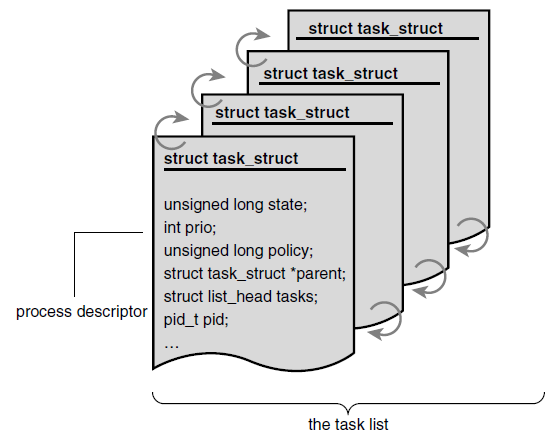 struct task_struct
struct task_struct
struct task_struct
struct task_struct
unsigned long state;
int prio;
unsigned long policy;
struct task_struct *parent;
struct list_head tasks;
pid_t pid;
…
process descriptor
the task list